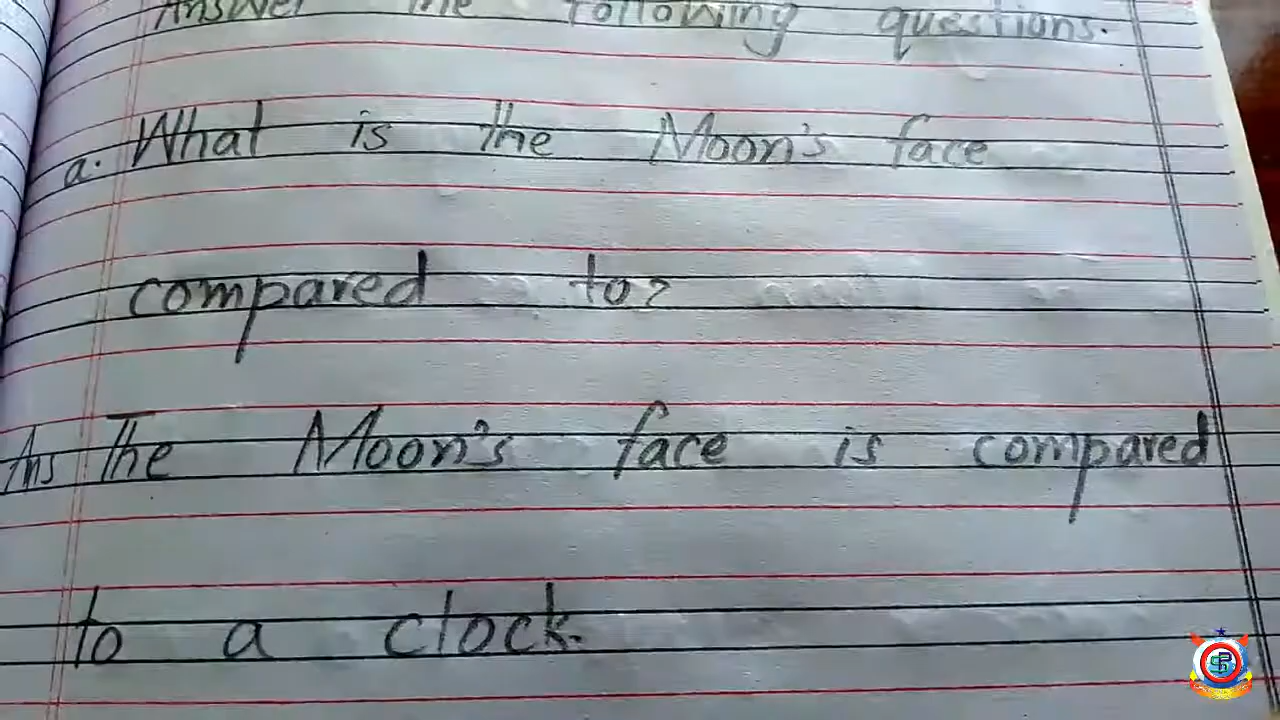 Answer the following questions.
a. What is the Moon's face
compared to?
Ans The Moon's face is compared
to a clock.